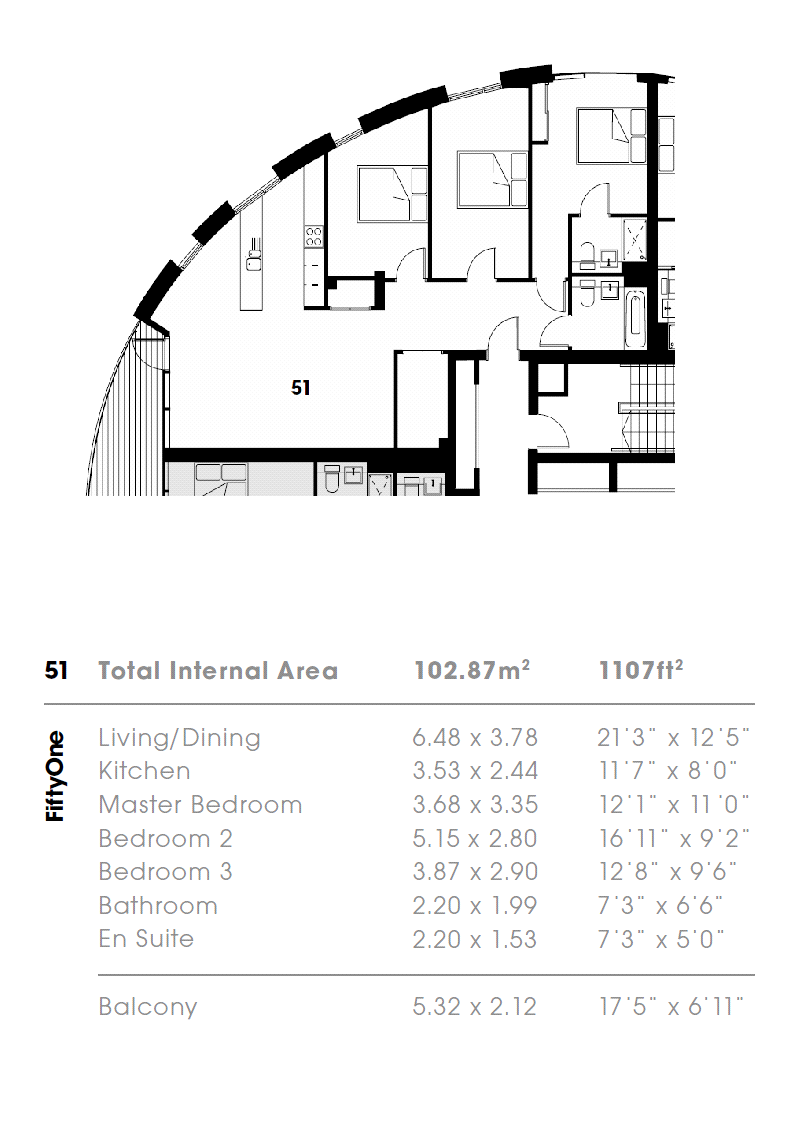 51
51 Total Internal Area 102.87m² 1107ft²
FiftyOne
Living/Dining 6.48 x 3.78 21'3" x 12'5"
Kitchen 3.53 x 2.44 11'7" x 8'0"
Master Bedroom 3.68 x 3.35 12'1" x 11'0"
Bedroom 2 5.15 x 2.80 16'11" x 9'2"
Bedroom 3 3.87 x 2.90 12'8" x 9'6"
Bathroom 2.20 x 1.99 7'3" x 6'6"
En Suite 2.20 x 1.53 7'3" x 5'0"
Balcony 5.32 x 2.12 17'5" x 6'11"